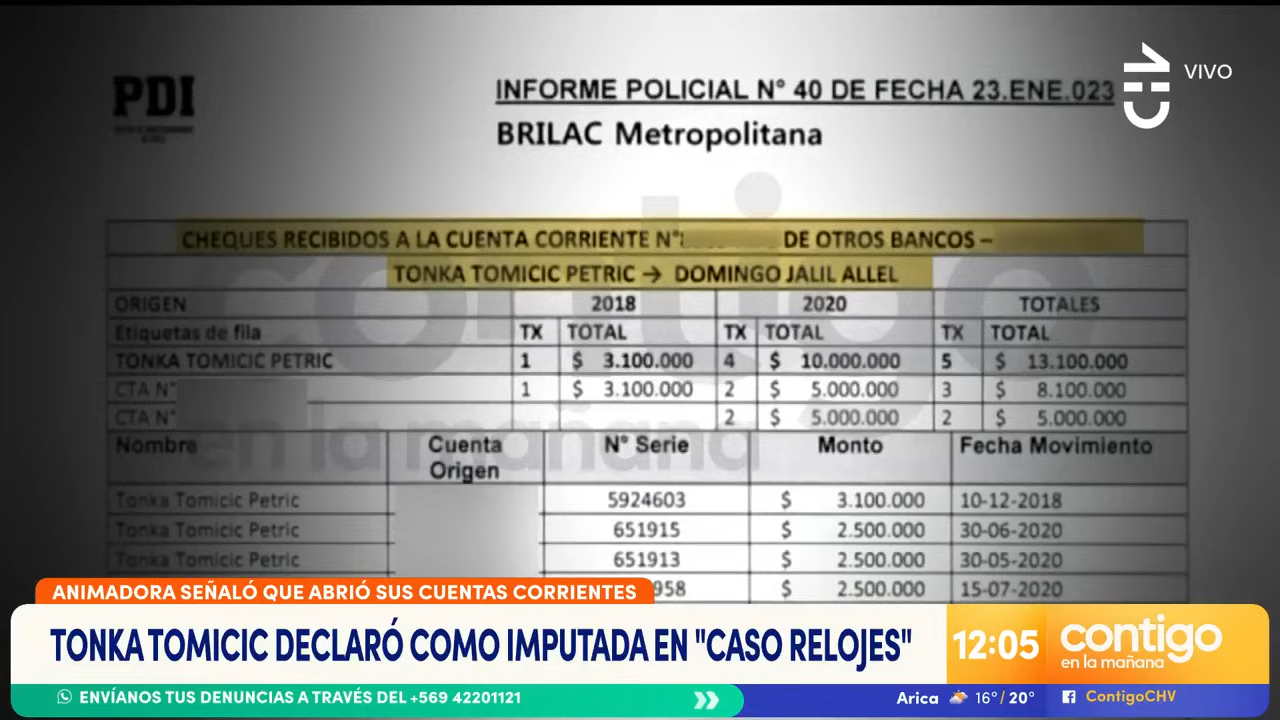 PDI
INFORME POLICIAL N° 40 DE FECHA 23.ENE.023
BRILAC Metropolitana
CHV VIVO
CHEQUES RECIBIDOS A LA CUENTA CORRIENTE N° DE OTROS BANCOS –
TONKA TOMICIC PETRIC → DOMINGO JALIL ALLEL
ORIGEN 2018 2020 TOTALES
Etiquetas de fila TX TOTAL TX TOTAL TX TOTAL
TONKA TOMICIC PETRIC 1 $ 3.100.000 4 $ 10.000.000 5 $ 13.100.000
CTA N° 1 $ 3.100.000 2 $ 5.000.000 3 $ 8.100.000
CTA N° 2 $ 5.000.000 2 $ 5.000.000
Nombre Cuenta Origen N° Serie Monto Fecha Movimiento
Tonka Tomicic Petric 5924603 $ 3.100.000 10-12-2018
Tonka Tomicic Petric 651915 $ 2.500.000 30-06-2020
Tonka Tomicic Petric 651913 $ 2.500.000 30-05-2020
958 $ 2.500.000 15-07-2020
contigo
en la mañana
ANIMADORA SEÑALÓ QUE ABRIÓ SUS CUENTAS CORRIENTES
TONKA TOMICIC DECLARÓ COMO IMPUTADA EN "CASO RELOJES"
12:05 contigo
en la mañana
ENVÍANOS TUS DENUNCIAS A TRAVÉS DEL +569 42201121
Arica 16°/20° ContigoCHV